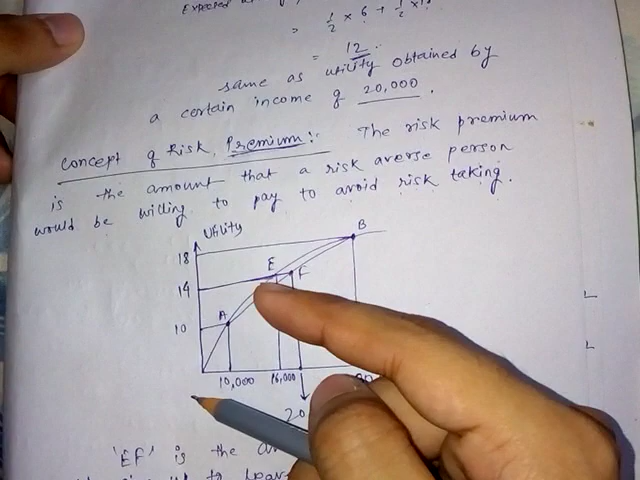 = 1/2 × 6 + 1/2 ×
= 12
same as utility obtained by
a certain income of 20,000.
Concept of Risk Premium:- The risk premium
is the amount that a risk averse person
would be willing to pay to avoid risk taking.
Utility
B
18
E
F
14
A
10
10,000 16,000
20
'EF' is the